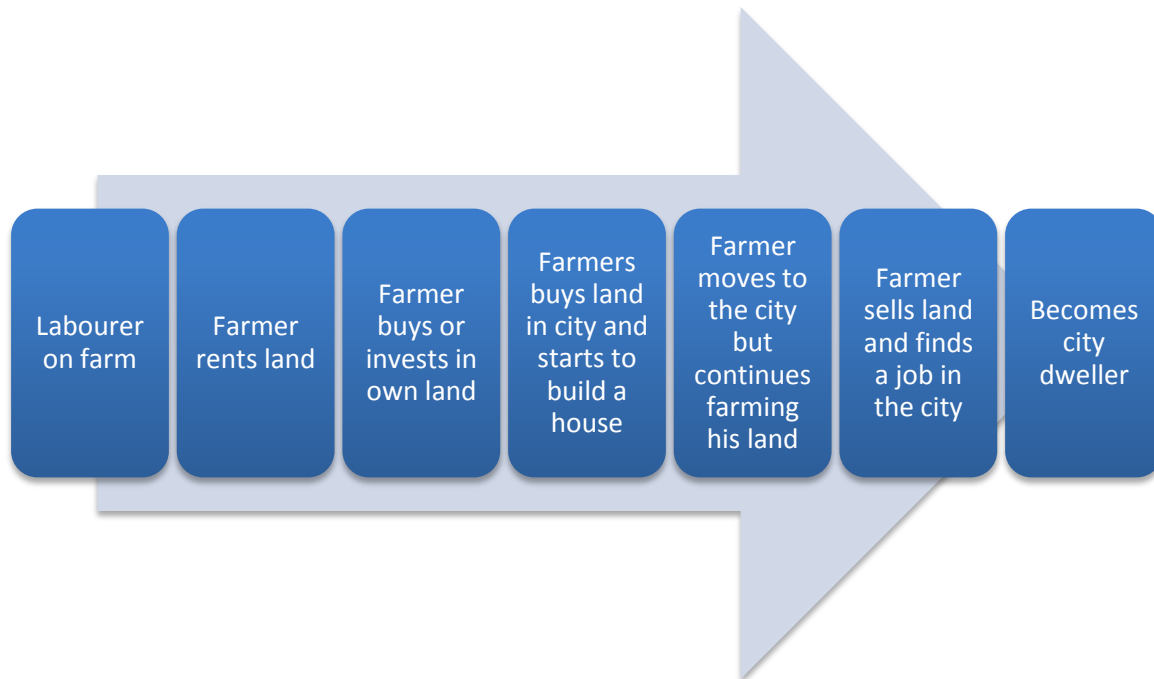 Labourer
on farm
Farmer
rents land
Farmer
buys or
invests in
own land
Farmers
buys land
in city and
starts to
build a
house
Farmer
moves to
the city
but
continues
farming
his land
Farmer
sells land
and finds
a job in
the city
Becomes
city
dweller